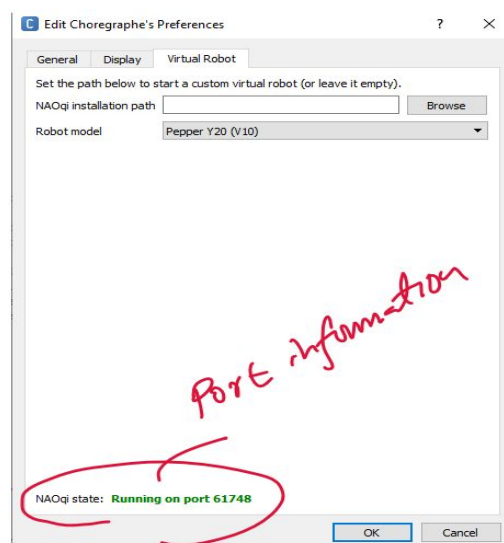 Edit Choregraphe's Preferences ? ×
General Display Virtual Robot
Set the path below to start a custom virtual robot (or leave it empty).
NAOqi installation path Browse
Robot model Pepper Y20 (V10)
Port information
NAOqi state: Running on port 61748
OK Cancel